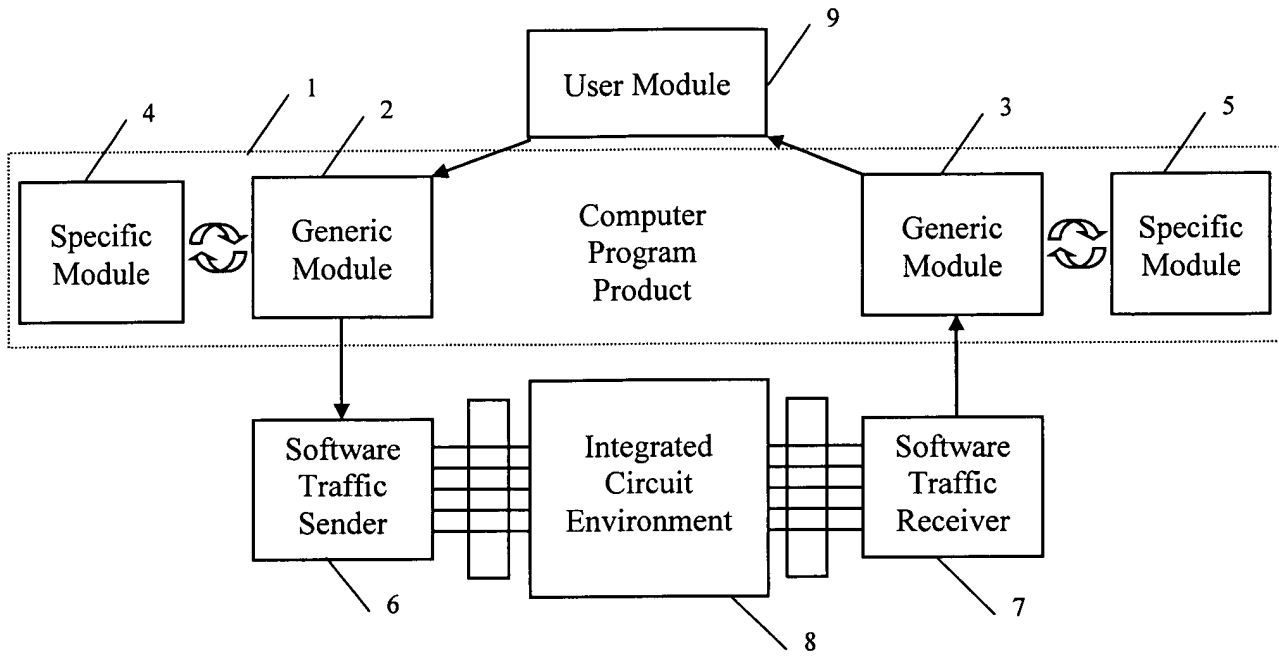 9
User Module
1
4
2
3
5
Specific
Module
Generic
Module
Computer
Program
Product
Generic
Module
Specific
Module
Software
Traffic
Sender
Integrated
Circuit
Environment
Software
Traffic
Receiver
6
8
7